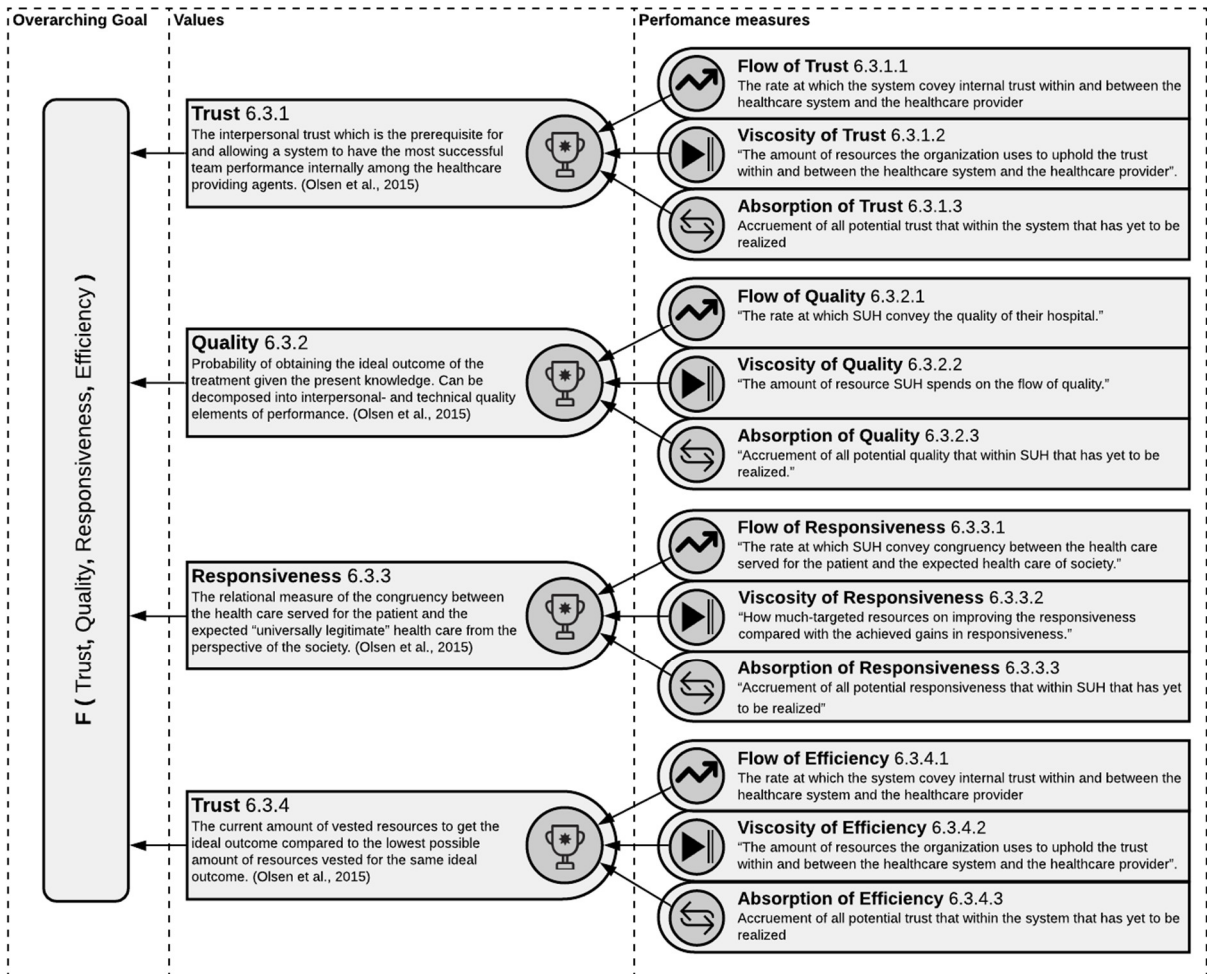 Overarching Goal
Values
Perfomance measures
F ( Trust, Quality, Responsiveness, Efficiency )
Trust 6.3.1
The interpersonal trust which is the prerequisite for
and allowing a system to have the most successful
team performance internally among the healthcare
providing agents. (Olsen et al., 2015)
Flow of Trust 6.3.1.1
The rate at which the system covey internal trust within and between the
healthcare system and the healthcare provider
Viscosity of Trust 6.3.1.2
“The amount of resources the organization uses to uphold the trust
within and between the healthcare system and the healthcare provider”.
Absorption of Trust 6.3.1.3
Accruement of all potential trust that within the system that has yet to be
realized
Quality 6.3.2
Probability of obtaining the ideal outcome of the
treatment given the present knowledge. Can be
decomposed into interpersonal- and technical quality
elements of performance. (Olsen et al., 2015)
Flow of Quality 6.3.2.1
“The rate at which SUH convey the quality of their hospital.”
Viscosity of Quality 6.3.2.2
“The amount of resource SUH spends on the flow of quality.”
Absorption of Quality 6.3.2.3
“Accruement of all potential quality that within SUH that has yet to be
realized.”
Responsiveness 6.3.3
The relational measure of the congruency between
the health care served for the patient and the
expected “universally legitimate” health care from the
perspective of the society. (Olsen et al., 2015)
Flow of Responsiveness 6.3.3.1
“The rate at which SUH convey congruency between the health care
served for the patient and the expected health care of society.”
Viscosity of Responsiveness 6.3.3.2
“How much-targeted resources on improving the responsiveness
compared with the achieved gains in responsiveness.”
Absorption of Responsiveness 6.3.3.3
“Accruement of all potential responsiveness that within SUH that has yet
to be realized”
Trust 6.3.4
The current amount of vested resources to get the
ideal outcome compared to the lowest possible
amount of resources vested for the same ideal
outcome. (Olsen et al., 2015)
Flow of Efficiency 6.3.4.1
The rate at which the system covey internal trust within and between the
healthcare system and the healthcare provider
Viscosity of Efficiency 6.3.4.2
“The amount of resources the organization uses to uphold the trust
within and between the healthcare system and the healthcare provider”.
Absorption of Efficiency 6.3.4.3
Accruement of all potential trust that within the system that has yet to be
realized